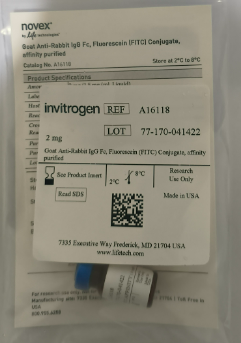 novex
by life technologies
Goat Anti-Rabbit IgG Fc, Fluorescein (FITC) Conjugate,
affinity purified
Catalog No. A16118 Store at 2°C to 8°C
Product Specifications
invitrogen REF A16118
LOT 77-170-041422
2 mg
Goat Anti-Rabbit IgG Fc, Fluorescein (FITC) Conjugate, affinity
purified
See Product Insert 2°C 8°C Research
Use Only
Read SDS Made in USA
7335 Executive Way Frederick, MD 21704 USA
www.lifetech.com
For research use